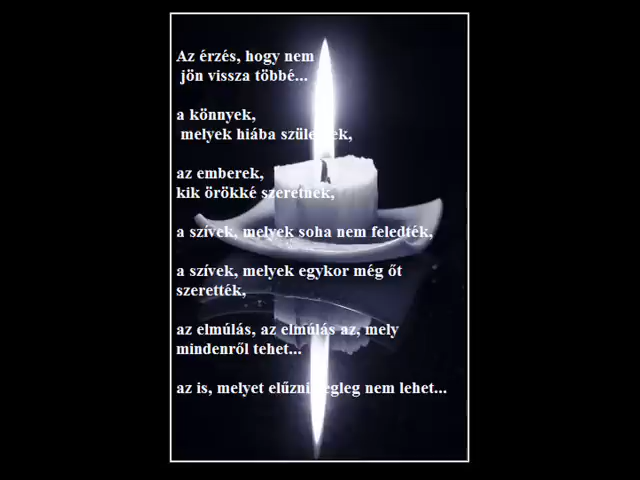 Az érzés, hogy nem
jön vissza többé...
a könnyek,
melyek hiába
az emberek,
kik örökké szeretnek,
a szívek, melyek soha nem feledték,
a szívek, melyek egykor még őt
szerették,
az elmúlás, az elmúlás az, mely
mindenről tehet...
az is, melyet elűzni nem lehet...